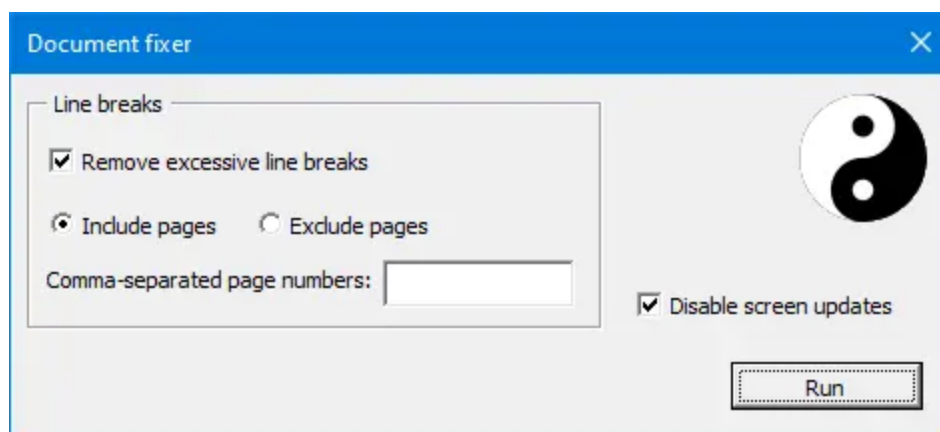 Document fixer
Line breaks
Remove excessive line breaks
Include pages Exclude pages
Comma-separated page numbers:
Disable screen updates
Run